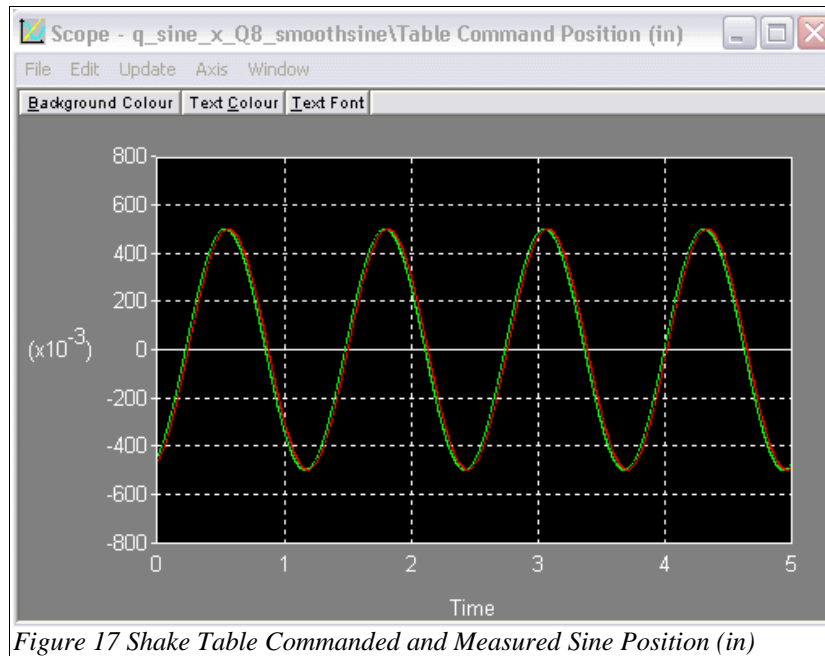 Scope - q_sine_x_Q8_smoothsine\Table Command Position (in)
File Edit Update Axis Window
Background Colour Text Colour Text Font
800
600
400
200
(x10^-3) 0
-200
-400
-600
-800
0 1 2 3 4 5
Time
Figure 17 Shake Table Commanded and Measured Sine Position (in)